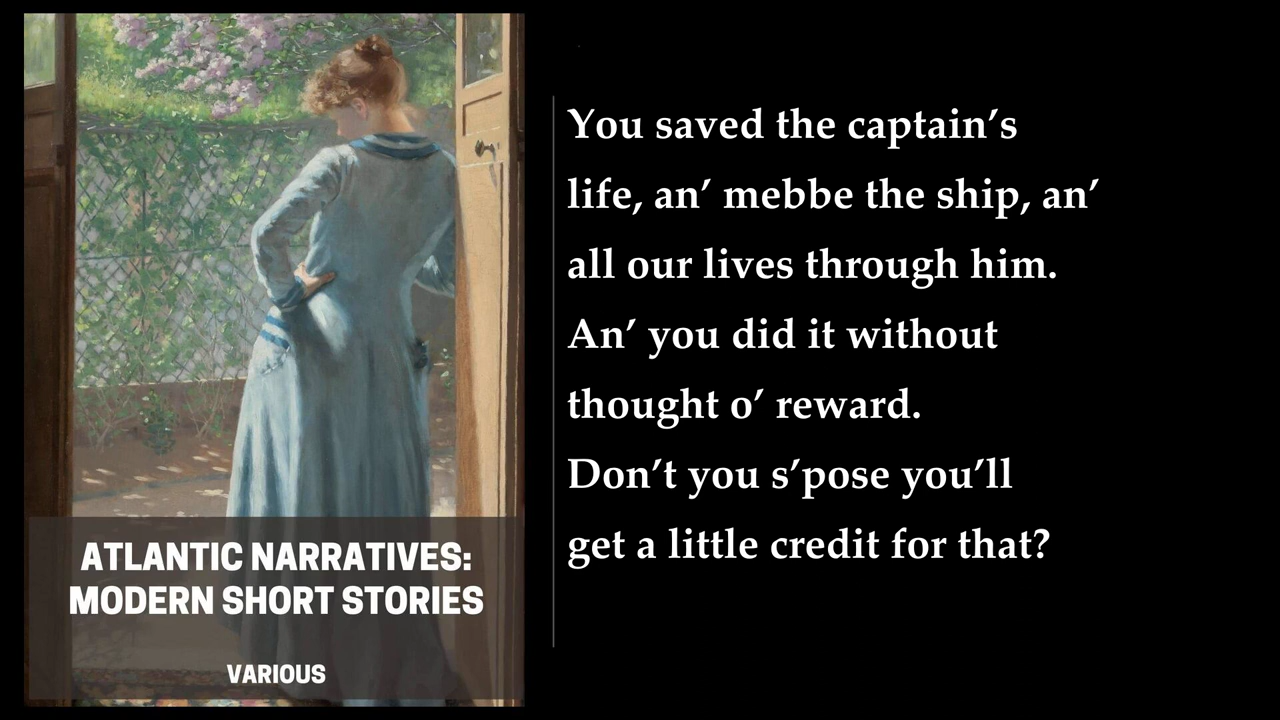 ATLANTIC NARRATIVES:
MODERN SHORT STORIES
VARIOUS
You saved the captain’s
life, an’ mebbe the ship, an’
all our lives through him.
An’ you did it without
thought o’ reward.
Don’t you s’pose you’ll
get a little credit for that?